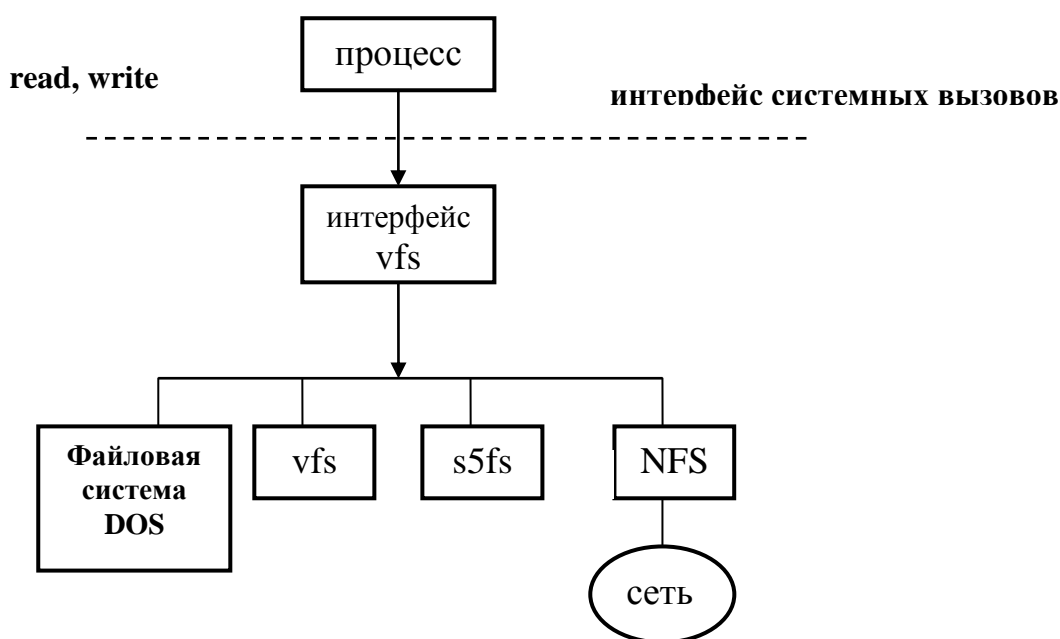 процесс
read, write
интерфейс системных вызовов
интерфейс
vfs
Файловая
система
DOS
vfs
s5fs
NFS
сеть